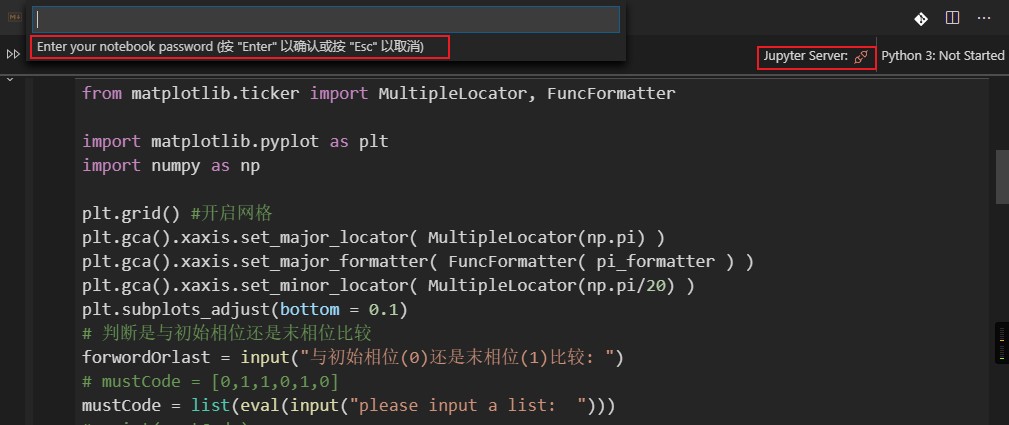 Enter your notebook password (按 "Enter" 以确认或按 "Esc" 以取消)
Jupyter Server:
Python 3: Not Started
from matplotlib.ticker import MultipleLocator, FuncFormatter
import matplotlib.pyplot as plt
import numpy as np
plt.grid() #开启网格
plt.gca().xaxis.set_major_locator( MultipleLocator(np.pi) )
plt.gca().xaxis.set_major_formatter( FuncFormatter( pi_formatter ) )
plt.gca().xaxis.set_minor_locator( MultipleLocator(np.pi/20) )
plt.subplots_adjust(bottom = 0.1)
# 判断是与初始相位还是末相位比较
forwordOrlast = input("与初始相位(0)还是末相位(1)比较: ")
# mustCode = [0,1,1,0,1,0]
mustCode = list(eval(input("please input a list:  ")))